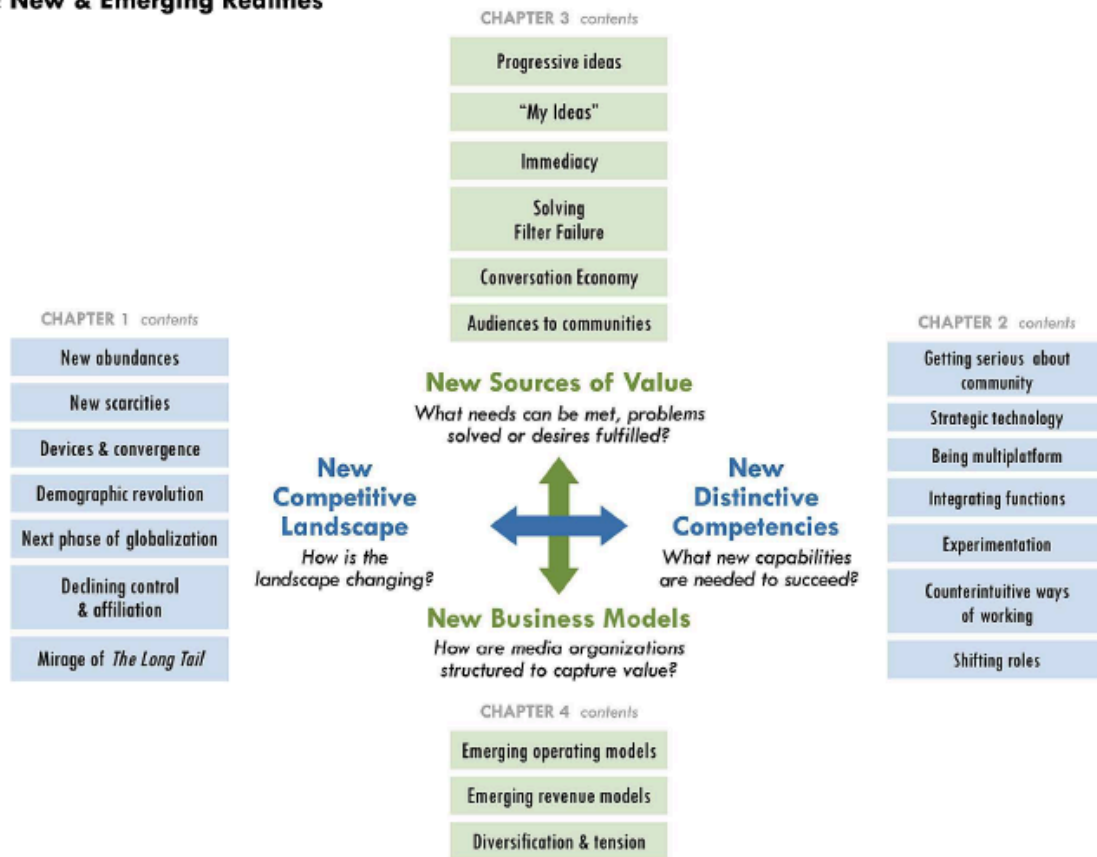 : New & Emerging Realities
CHAPTER 3 contents
Progressive ideas
“My Ideas”
Immediacy
Solving
Filter Failure
Conversation Economy
Audiences to communities
CHAPTER 1 contents
New abundances
New scarcities
Devices & convergence
Demographic revolution
Next phase of globalization
Declining control
& affiliation
Mirage of The Long Tail
New Sources of Value
What needs can be met, problems
solved or desires fulfilled?
New
Competitive
Landscape
How is the
landscape changing?
New
Distinctive
Competencies
What new capabilities
are needed to succeed?
New Business Models
How are media organizations
structured to capture value?
CHAPTER 2 contents
Getting serious about
community
Strategic technology
Being multiplatform
Integrating functions
Experimentation
Counterintuitive ways
of working
Shifting roles
CHAPTER 4 contents
Emerging operating models
Emerging revenue models
Diversification & tension